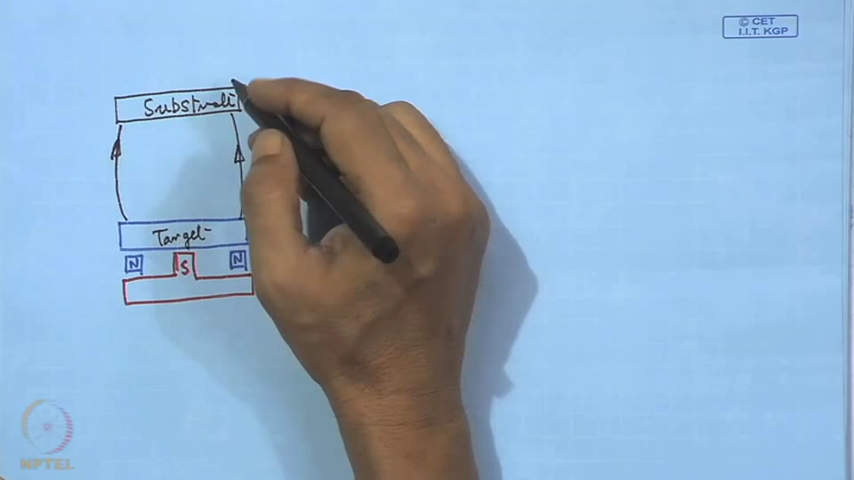 © CET
I.I.T. KGP
Substrate
Target
N S N
NPTEL